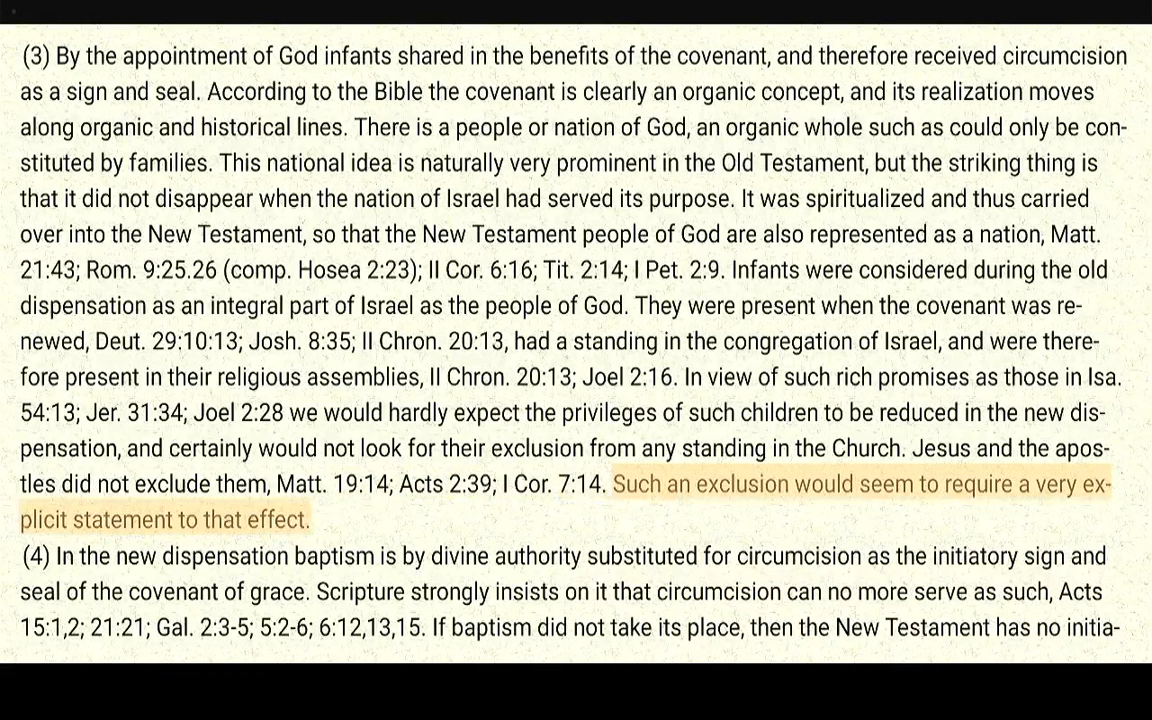 (3) By the appointment of God infants shared in the benefits of the covenant, and therefore received circumcision
as a sign and seal. According to the Bible the covenant is clearly an organic concept, and its realization moves
along organic and historical lines. There is a people or nation of God, an organic whole such as could only be con-
stituted by families. This national idea is naturally very prominent in the Old Testament, but the striking thing is
that it did not disappear when the nation of Israel had served its purpose. It was spiritualized and thus carried
over into the New Testament, so that the New Testament people of God are also represented as a nation, Matt.
21:43; Rom. 9:25.26 (comp. Hosea 2:23); II Cor. 6:16; Tit. 2:14; I Pet. 2:9. Infants were considered during the old
dispensation as an integral part of Israel as the people of God. They were present when the covenant was re-
newed, Deut. 29:10:13; Josh. 8:35; II Chron. 20:13, had a standing in the congregation of Israel, and were there-
fore present in their religious assemblies, II Chron. 20:13; Joel 2:16. In view of such rich promises as those in Isa.
54:13; Jer. 31:34; Joel 2:28 we would hardly expect the privileges of such children to be reduced in the new dis-
pensation, and certainly would not look for their exclusion from any standing in the Church. Jesus and the apos-
tles did not exclude them, Matt. 19:14; Acts 2:39; I Cor. 7:14. Such an exclusion would seem to require a very ex-
plicit statement to that effect.
(4) In the new dispensation baptism is by divine authority substituted for circumcision as the initiatory sign and
seal of the covenant of grace. Scripture strongly insists on it that circumcision can no more serve as such, Acts
15:1,2; 21:21; Gal. 2:3-5; 5:2-6; 6:12,13,15. If baptism did not take its place, then the New Testament has no initia-